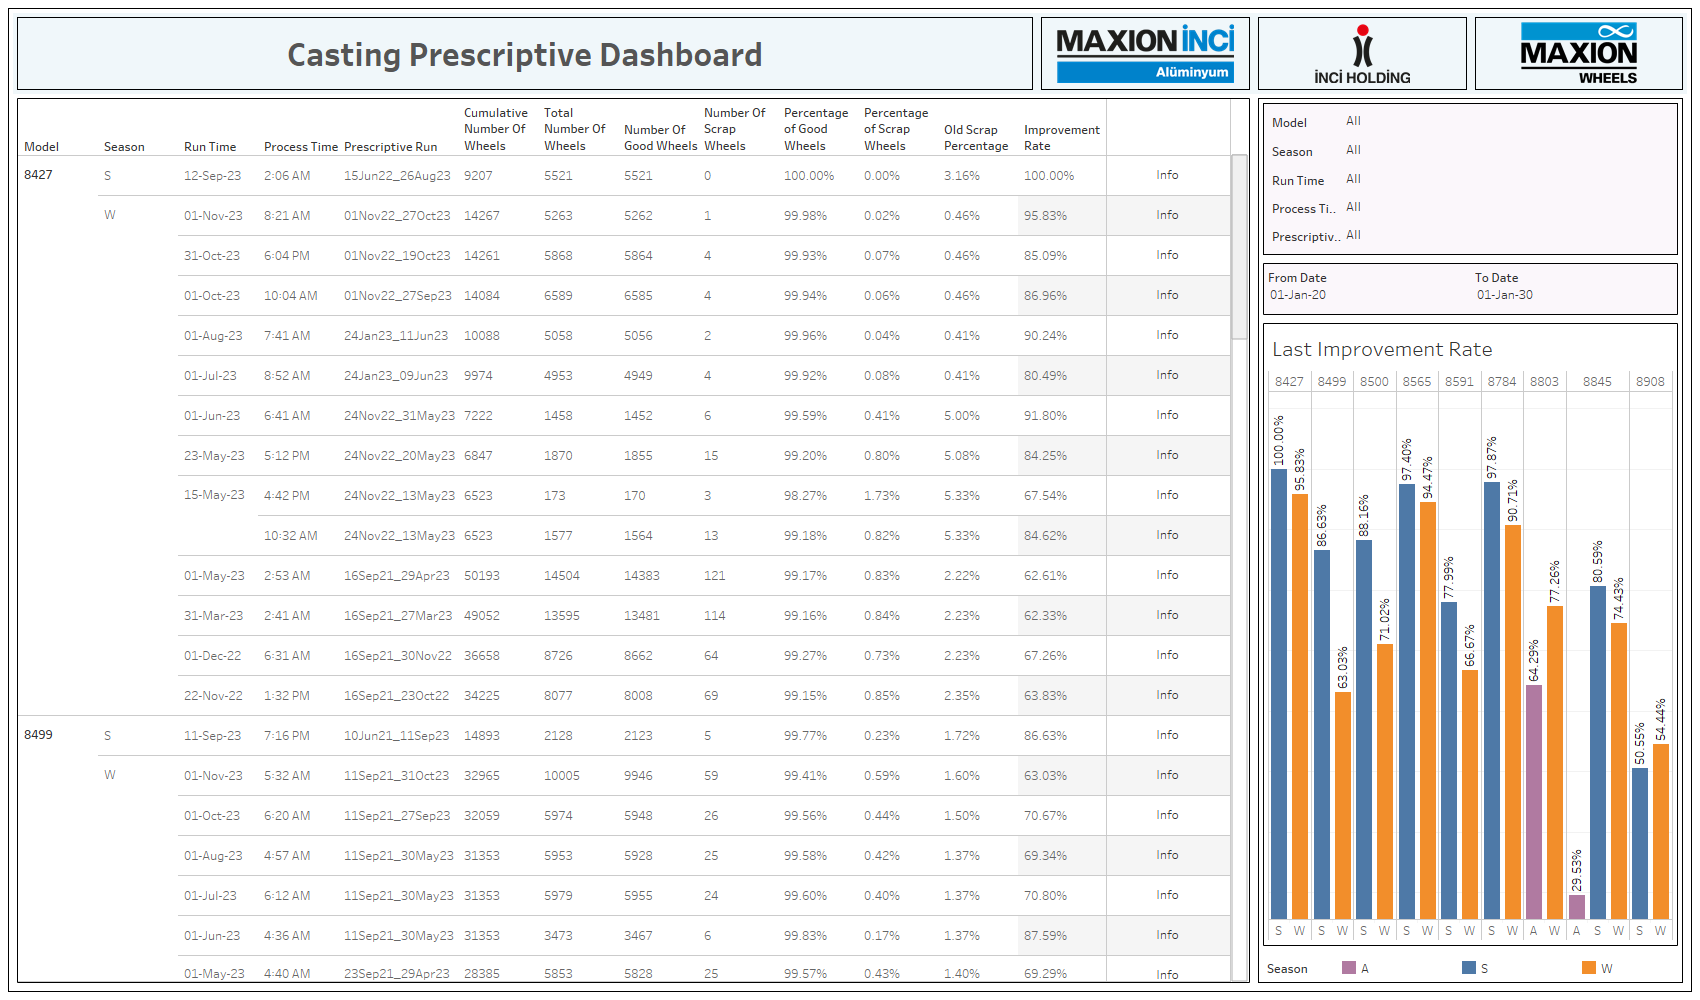 Casting Prescriptive Dashboard
MAXION İNCİ
Alüminyum
İNCİ HOLDİNG
MAXION
WHEELS
Model Season Run Time Process Time Prescriptive Run Cumulative Number Of Wheels Total Number Of Wheels Number Of Good Wheels Number Of Scrap Wheels Percentage of Good Wheels Percentage of Scrap Wheels Old Scrap Percentage Improvement Rate
8427 S 12-Sep-23 2:06 AM 15Jun22_26Aug23 9207 5521 5521 0 100.00% 0.00% 3.16% 100.00% Info
W 01-Nov-23 8:21 AM 01Nov22_27Oct23 14267 5263 5262 1 99.98% 0.02% 0.46% 95.83% Info
31-Oct-23 6:04 PM 01Nov22_19Oct23 14261 5868 5864 4 99.93% 0.07% 0.46% 85.09% Info
01-Oct-23 10:04 AM 01Nov22_27Sep23 14084 6589 6585 4 99.94% 0.06% 0.46% 86.96% Info
01-Aug-23 7:41 AM 24Jan23_11Jun23 10088 5058 5056 2 99.96% 0.04% 0.41% 90.24% Info
01-Jul-23 8:52 AM 24Jan23_09Jun23 9974 4953 4949 4 99.92% 0.08% 0.41% 80.49% Info
01-Jun-23 6:41 AM 24Nov22_31May23 7222 1458 1452 6 99.59% 0.41% 5.00% 91.80% Info
23-May-23 5:12 PM 24Nov22_20May23 6847 1870 1855 15 99.20% 0.80% 5.08% 84.25% Info
15-May-23 4:42 PM 24Nov22_13May23 6523 173 170 3 98.27% 1.73% 5.33% 67.54% Info
10:32 AM 24Nov22_13May23 6523 1577 1564 13 99.18% 0.82% 5.33% 84.62% Info
01-May-23 2:53 AM 16Sep21_29Apr23 50193 14504 14383 121 99.17% 0.83% 2.22% 62.61% Info
31-Mar-23 2:41 AM 16Sep21_27Mar23 49052 13595 13481 114 99.16% 0.84% 2.23% 62.33% Info
01-Dec-22 6:31 AM 16Sep21_30Nov22 36658 8726 8662 64 99.27% 0.73% 2.23% 67.26% Info
22-Nov-22 1:32 PM 16Sep21_23Oct22 34225 8077 8008 69 99.15% 0.85% 2.35% 63.83% Info
8499 S 11-Sep-23 7:16 PM 10Jun21_11Sep23 14893 2128 2123 5 99.77% 0.23% 1.72% 86.63% Info
W 01-Nov-23 5:32 AM 11Sep21_31Oct23 32965 10005 9946 59 99.41% 0.59% 1.60% 63.03% Info
01-Oct-23 6:20 AM 11Sep21_27Sep23 32059 5974 5948 26 99.56% 0.44% 1.50% 70.67% Info
01-Aug-23 4:57 AM 11Sep21_30May23 31353 5953 5928 25 99.58% 0.42% 1.37% 69.34% Info
01-Jul-23 6:12 AM 11Sep21_30May23 31353 5979 5955 24 99.60% 0.40% 1.37% 70.80% Info
01-Jun-23 4:36 AM 11Sep21_30May23 31353 3473 3467 6 99.83% 0.17% 1.37% 87.59% Info
01-May-23 4:40 AM 23Sep21_29Apr23 28385 5853 5828 25 99.57% 0.43% 1.40% 69.29% Info
Model All
Season All
Run Time All
Process Ti.. All
Prescriptiv.. All
From Date To Date
01-Jan-20 01-Jan-30
Last Improvement Rate
8427 8499 8500 8565 8591 8784 8803 8845 8908
100.00% 95.83% 86.63% 63.03% 88.16% 71.02% 97.40% 94.47% 77.99% 66.67% 97.87% 90.71% 64.29% 77.26% 29.53% 80.59% 74.43% 50.55% 54.44%
S W S W S W S W S W S W A W A S W S W
Season A S W